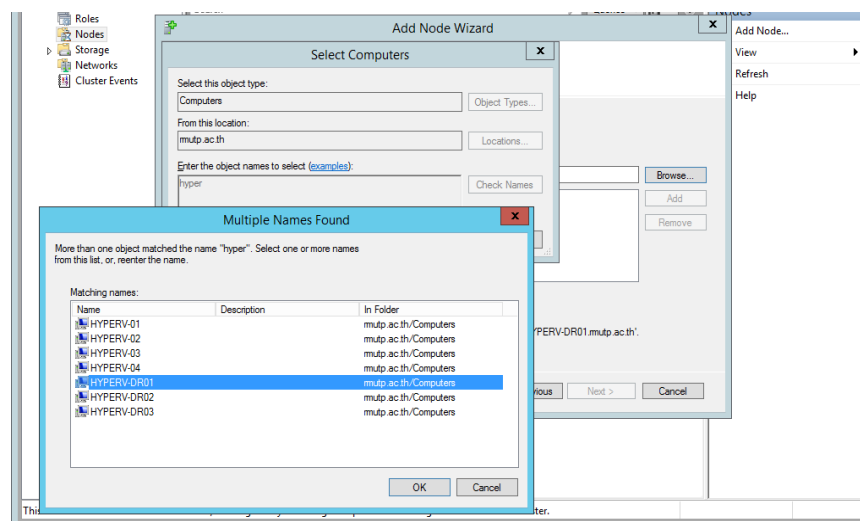 Roles
Nodes
Storage
Networks
Cluster Events
Add Node Wizard
x
Nodes
Add Node...
View
Refresh
Help
Select Computers
x
Select this object type:
Computers
Object Types...
From this location:
mutp.ac.th
Locations...
Enter the object names to select (examples):
hyper
Check Names
Browse...
Add
Remove
Multiple Names Found
x
More than one object matched the name "hyper". Select one or more names
from this list, or, reenter the name.
Matching names:
Name Description In Folder
HYPERV-01 rmutp.ac.th/Computers
HYPERV-02 rmutp.ac.th/Computers
HYPERV-03 rmutp.ac.th/Computers
HYPERV-04 rmutp.ac.th/Computers
HYPERV-DR01 rmutp.ac.th/Computers
HYPERV-DR02 rmutp.ac.th/Computers
HYPERV-DR03 rmutp.ac.th/Computers
YPERV-DR01.rmutp.ac.th'.
vious
Next >
Cancel
OK
Cancel